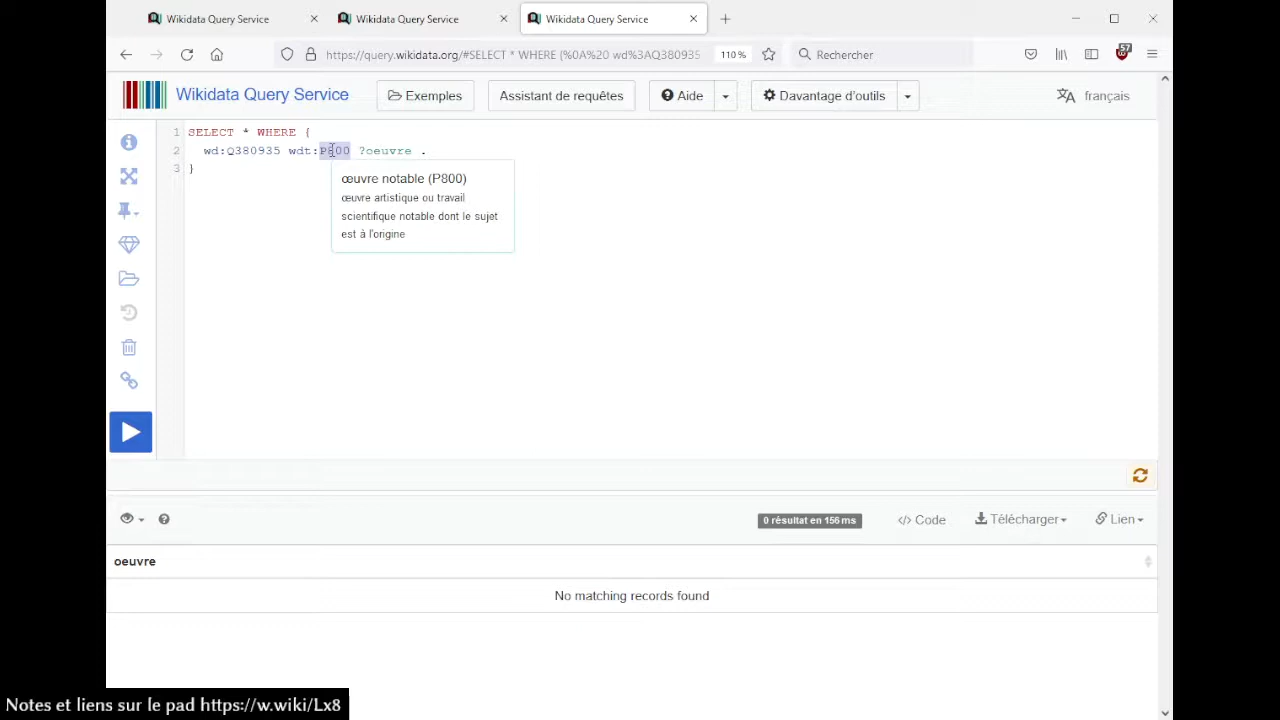 Wikidata Query Service
Wikidata Query Service
Wikidata Query Service
https://query.wikidata.org/#SELECT * WHERE {%0A%20 wd%3AQ380935
110 %
Rechercher
57
Wikidata Query Service
Exemples
Assistant de requêtes
Aide
Davantage d'outils
français
1 SELECT * WHERE {
2 wd:Q380935 wdt:P800 ?oeuvre .
3 }
œuvre notable (P800)
œuvre artistique ou travail
scientifique notable dont le sujet
est à l'origine
0 résultat en 156 ms
</> Code
Télécharger
Lien
oeuvre
No matching records found
Notes et liens sur le pad https://w.wiki/Lx8